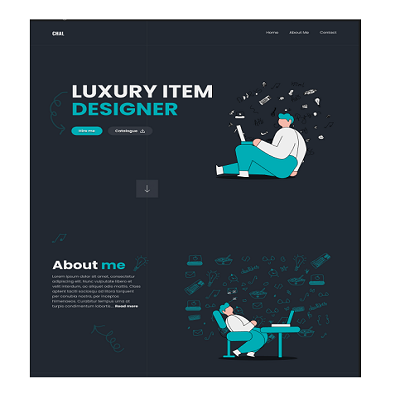 CHAL
Home About Me Contact
LUXURY ITEM
DESIGNER
Hire me Catalogue
About me
Lorem ipsum dolor sit amet, consectetur
adipiscing elit. Nunc vulputate libero et
velit interdum, ac aliquet odio mattis. Class
aptent taciti sociosqu ad litora torquent
per conubia nostra, per inceptos
himenaeos. Curabitur tempus urna at
turpis condimentum lobortis... Read more